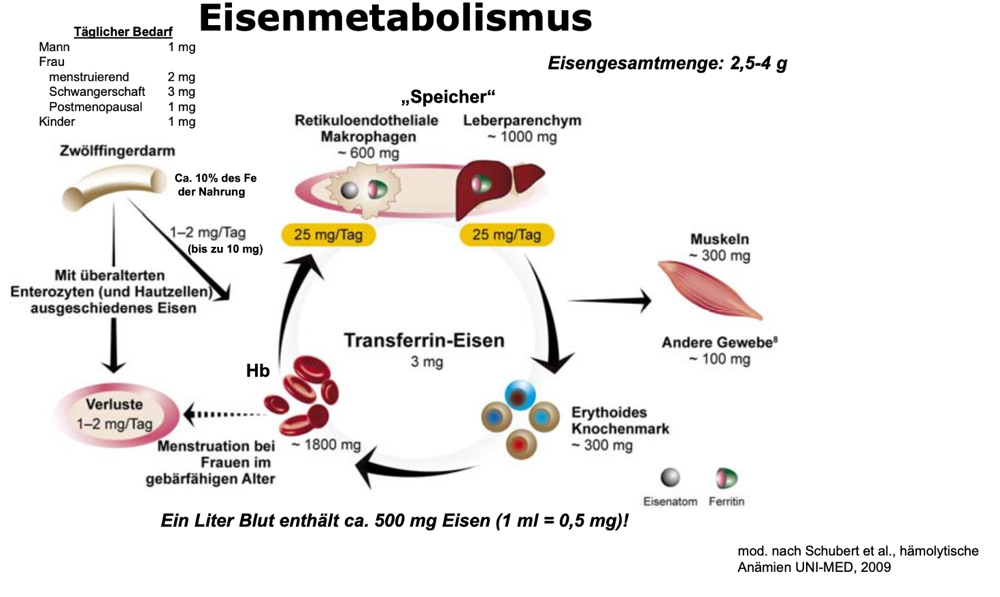 Eisenmetabolismus
Täglicher Bedarf
Mann 1 mg
Frau
menstruierend 2 mg
Schwangerschaft 3 mg
Postmenopausal 1 mg
Kinder 1 mg
Eisengesamtmenge: 2,5-4 g
„Speicher“
Retikuloendotheliale
Makrophagen
~ 600 mg
Leberparenchym
~ 1000 mg
Zwölffingerdarm
Ca. 10% des Fe
der Nahrung
1–2 mg/Tag
(bis zu 10 mg)
25 mg/Tag
25 mg/Tag
Muskeln
~ 300 mg
Mit überalterten
Enterozyten (und Hautzellen)
ausgeschiedenes Eisen
Transferrin-Eisen
3 mg
Andere Gewebe⁸
~ 100 mg
Hb
Verluste
1–2 mg/Tag
Erythoides
Knochenmark
~ 300 mg
~ 1800 mg
Menstruation bei
Frauen im
gebärfähigen Alter
Eisenatom
Ferritin
Ein Liter Blut enthält ca. 500 mg Eisen (1 ml = 0,5 mg)!
mod. nach Schubert et al., hämolytische
Anämien UNI-MED, 2009